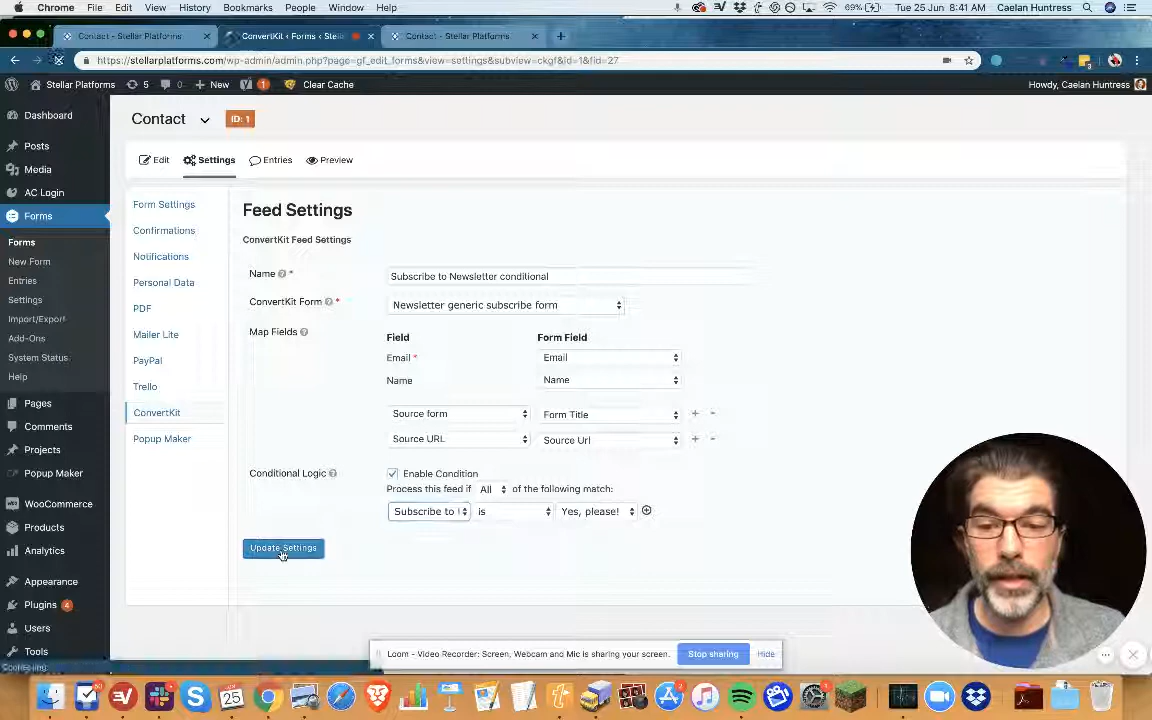 Chrome File Edit View History Bookmarks People Window Help 69% Tue 25 Jun 8:41 AM Caelan Huntress
Contact - Stellar Platforms × ConvertKit ‹ Forms ‹ Stella × Contact - Stellar Platforms × +
https://stellarplatforms.com/wp-admin/admin.php?page=gf_edit_forms&view=settings&subview=ckgf&id=1&fid=27
Stellar Platforms 5 0 + New 1 Clear Cache Howdy, Caelan Huntress
Dashboard
Posts
Media
AC Login
Forms
Forms
New Form
Entries
Settings
Import/Export
Add-Ons
System Status
Help
Pages
Comments
Projects
Popup Maker
WooCommerce
Products
Analytics
Appearance
Plugins 4
Users
Tools
Contact ID: 1
Edit Settings Entries Preview
Form Settings
Confirmations
Notifications
Personal Data
PDF
Mailer Lite
PayPal
Trello
ConvertKit
Popup Maker
Feed Settings
ConvertKit Feed Settings
Name * Subscribe to Newsletter conditional
ConvertKit Form * Newsletter generic subscribe form
Map Fields
Field Form Field
Email * Email
Name Name
Source form Form Title + -
Source URL Source Url + -
Conditional Logic Enable Condition
Process this feed if All of the following match:
Subscribe to is Yes, please!
Update Settings
Loom - Video Recorder: Screen, Webcam and Mic is sharing your screen. Stop sharing Hide
25